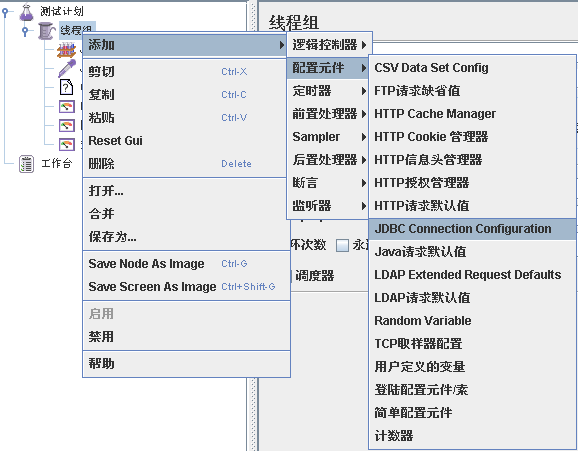 测试计划
线程组
工作台
线程组
添加
剪切 Ctrl-X
复制 Ctrl-C
粘贴 Ctrl-V
Reset Gui
删除 Delete
打开...
合并
保存为...
Save Node As Image Ctrl-G
Save Screen As Image Ctrl+Shift-G
启用
禁用
帮助
逻辑控制器
配置元件
定时器
前置处理器
Sampler
后置处理器
断言
监听器
环次数 永
调度器
CSV Data Set Config
FTP请求缺省值
HTTP Cache Manager
HTTP Cookie 管理器
HTTP信息头管理器
HTTP授权管理器
HTTP请求默认值
JDBC Connection Configuration
Java请求默认值
LDAP Extended Request Defaults
LDAP请求默认值
Random Variable
TCP取样器配置
用户定义的变量
登陆配置元件/素
简单配置元件
计数器